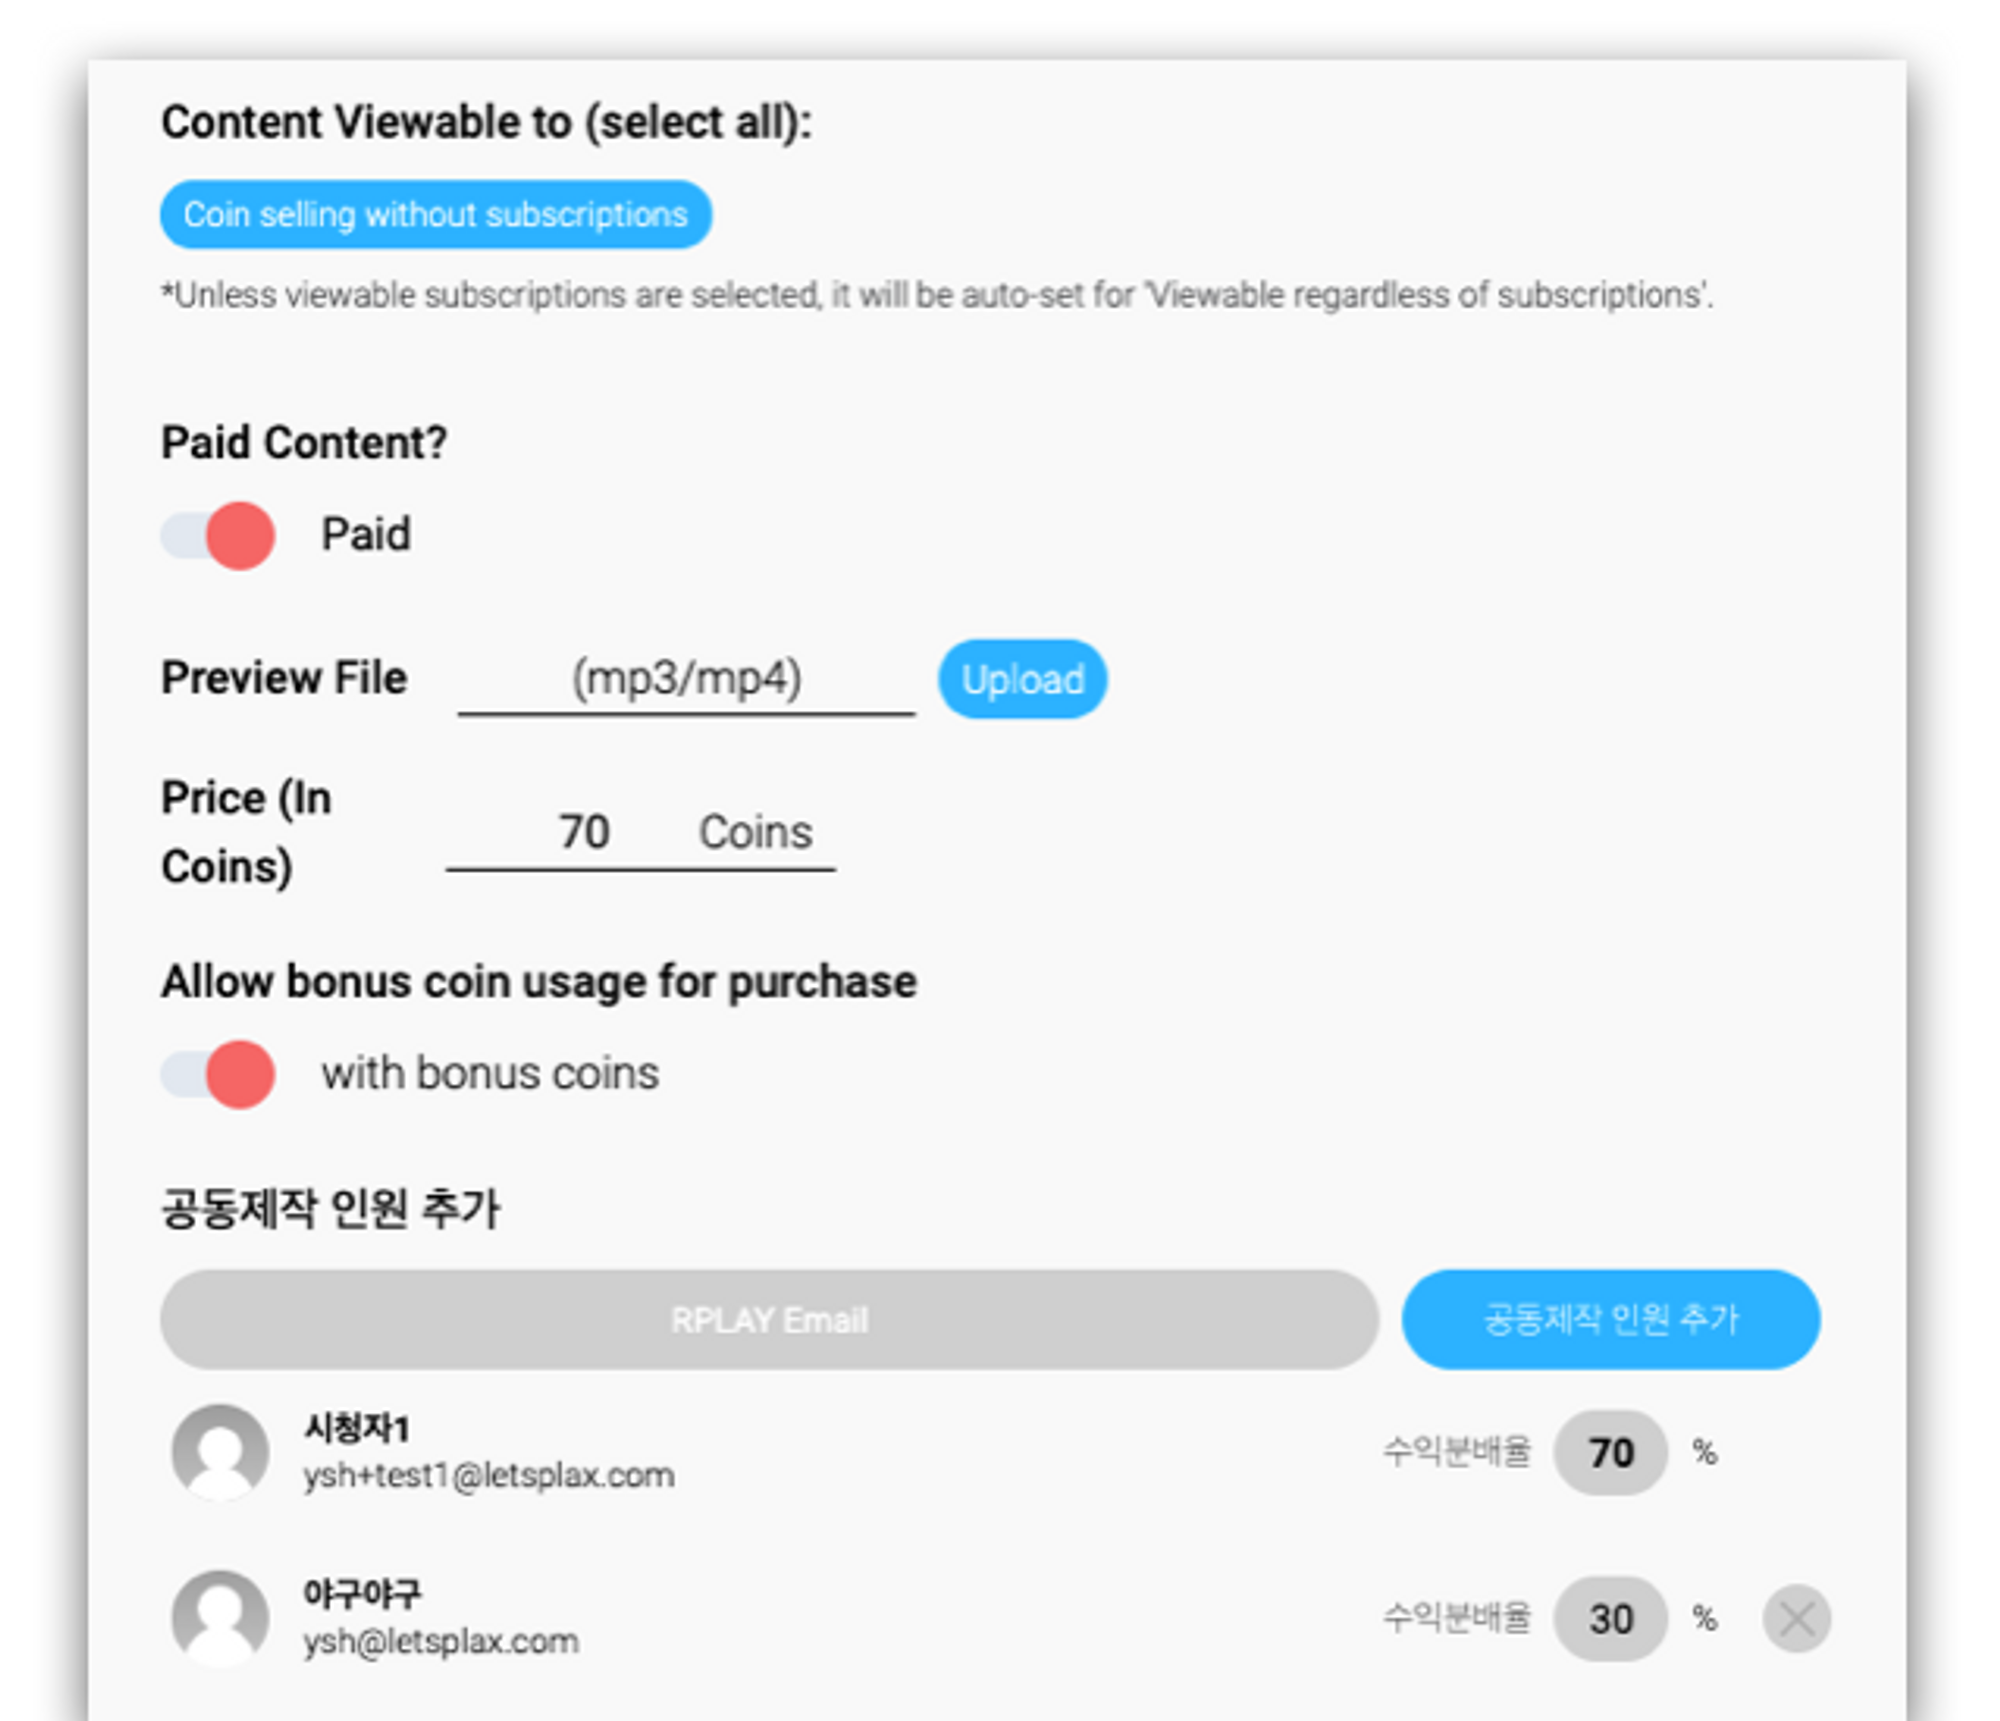 Content Viewable to (select all):
Coin selling without subscriptions
*Unless viewable subscriptions are selected, it will be auto-set for 'Viewable regardless of subscriptions'.
Paid Content?
Paid
Preview File (mp3/mp4) Upload
Price (In
Coins)
70 Coins
Allow bonus coin usage for purchase
with bonus coins
공동제작 인원 추가
RPLAY Email 공동제작 인원 추가
시청자1
ysh+test1@letsplax.com
수익분배율 70 %
야구야구
ysh@letsplax.com
수익분배율 30 %